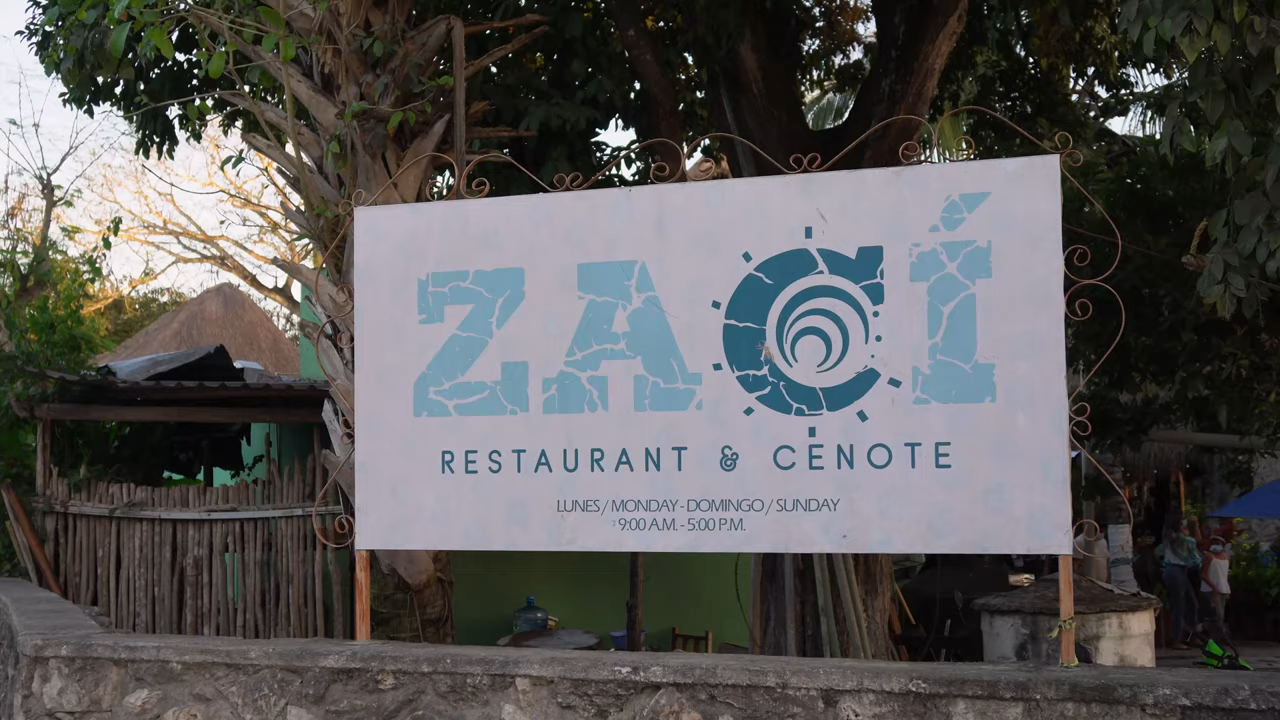 ZACÍ
RESTAURANT & CENOTE
LUNES / MONDAY - DOMINGO / SUNDAY
9:00 A.M. - 5:00 P.M.